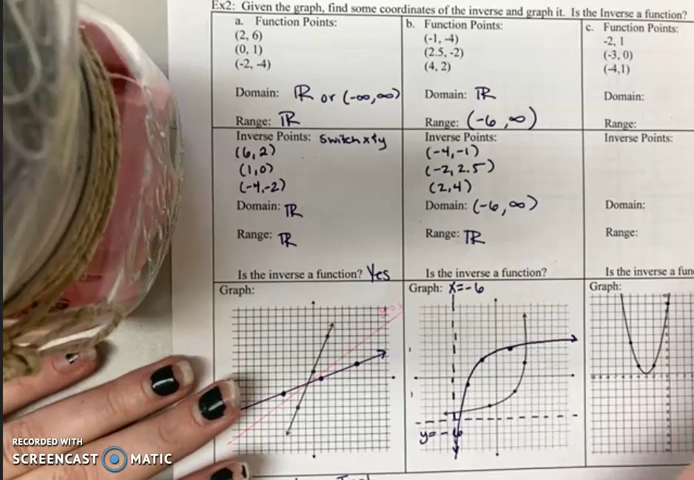 Ex2: Given the graph, find some coordinates of the inverse and graph it. Is the Inverse a function?
a. Function Points:
(2, 6)
(0, 1)
(-2, -4)
Domain: ℝ or (-∞,∞)
Range: ℝ
Inverse Points: Switch x+y
(6, 2)
(1, 0)
(-4, -2)
Domain: ℝ
Range: ℝ
Is the inverse a function? Yes
Graph:
b. Function Points:
(-1, -4)
(2.5, -2)
(4, 2)
Domain: ℝ
Range: (-6, ∞)
Inverse Points:
(-4, -1)
(-2, 2.5)
(2, 4)
Domain: (-6, ∞)
Range: ℝ
Is the inverse a function?
Graph: x=-6
y=-6
c. Function Points:
-2, 1
(-3, 0)
(-4,1)
Domain:
Range:
Inverse Points:
Domain:
Range:
Is the inverse a fun
Graph:
RECORDED WITH
SCREENCAST MATIC